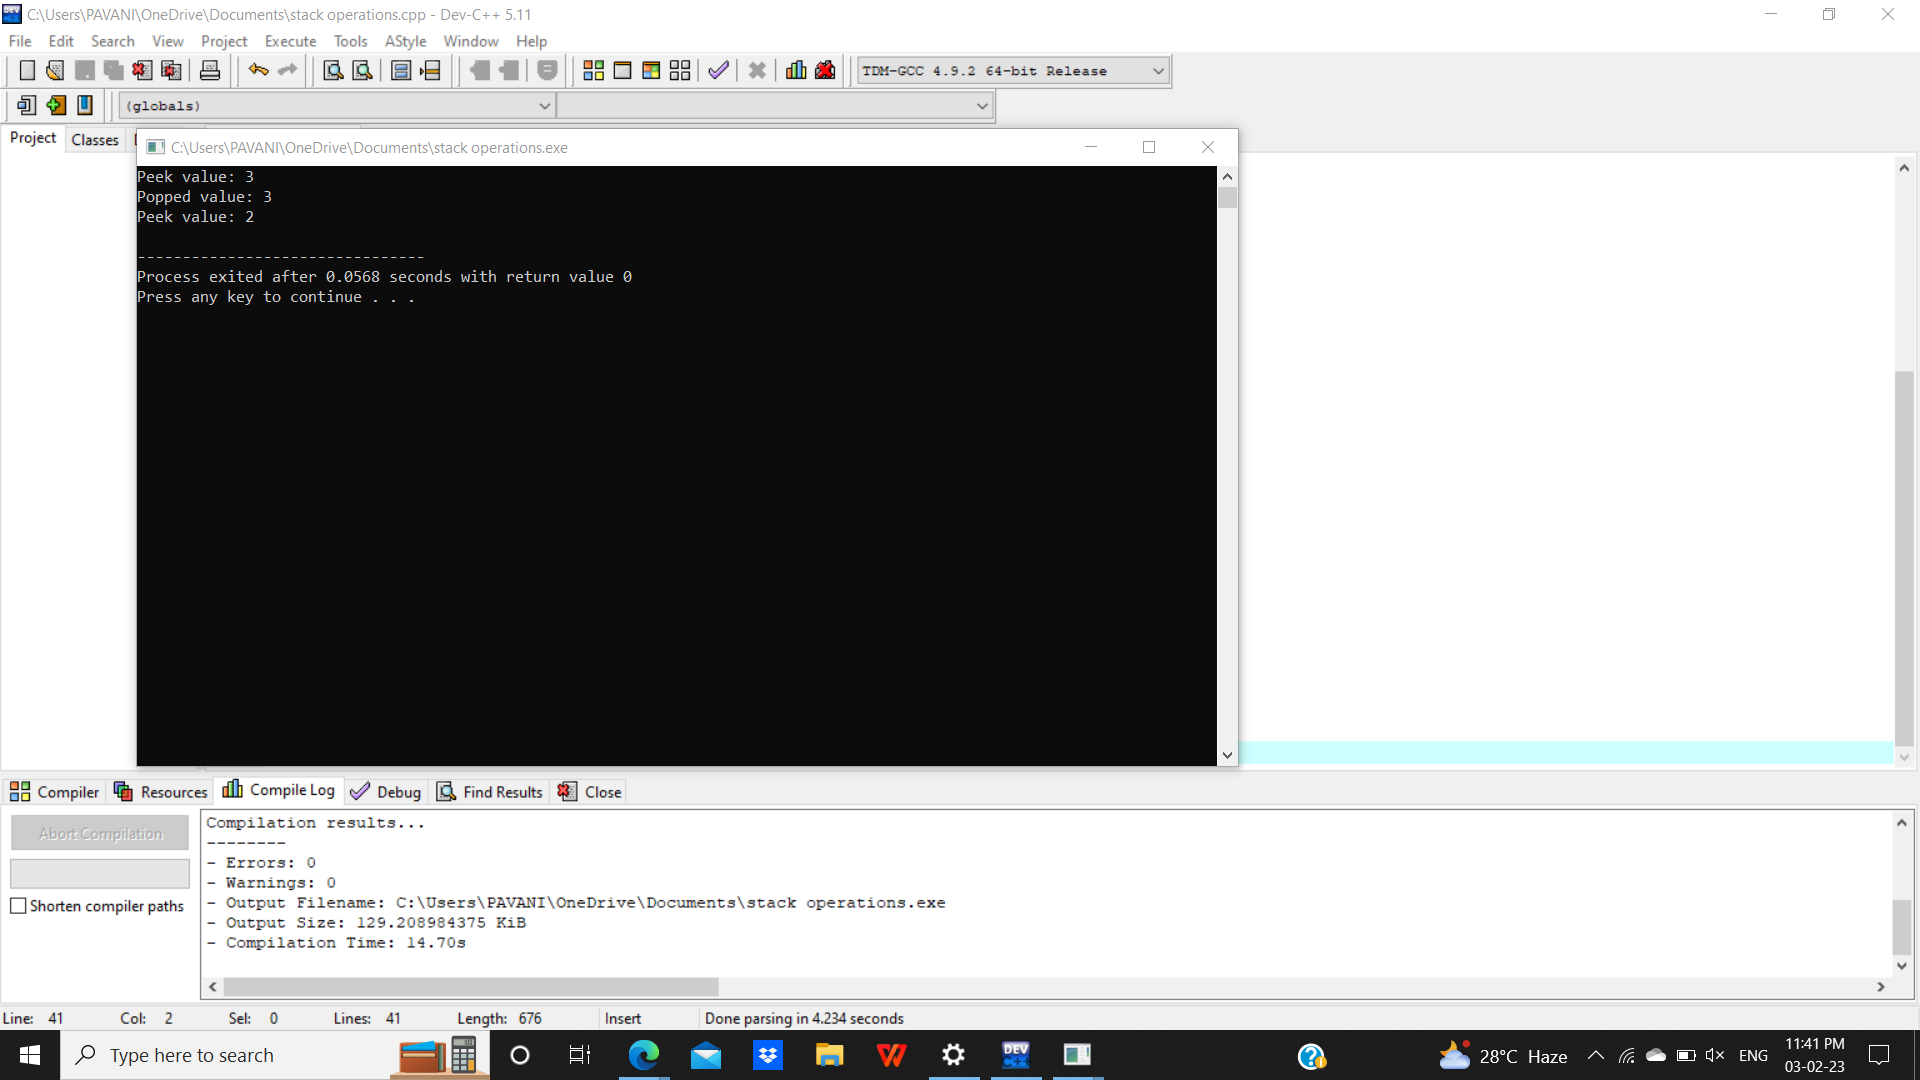 C:\Users\PAVANI\OneDrive\Documents\stack operations.cpp - Dev-C++ 5.11
File Edit Search View Project Execute Tools AStyle Window Help
TDM-GCC 4.9.2 64-bit Release
(globals)
Project Classes
C:\Users\PAVANI\OneDrive\Documents\stack operations.exe
Peek value: 3
Popped value: 3
Peek value: 2
--------------------------------
Process exited after 0.0568 seconds with return value 0
Press any key to continue . . .
Compiler Resources Compile Log Debug Find Results Close
Abort Compilation
Shorten compiler paths
Compilation results...
--------
- Errors: 0
- Warnings: 0
- Output Filename: C:\Users\PAVANI\OneDrive\Documents\stack operations.exe
- Output Size: 129.208984375 KiB
- Compilation Time: 14.70s
Line: 41 Col: 2 Sel: 0 Lines: 41 Length: 676 Insert Done parsing in 4.234 seconds
Type here to search
DEV C++
28°C Haze
ENG
11:41 PM
03-02-23